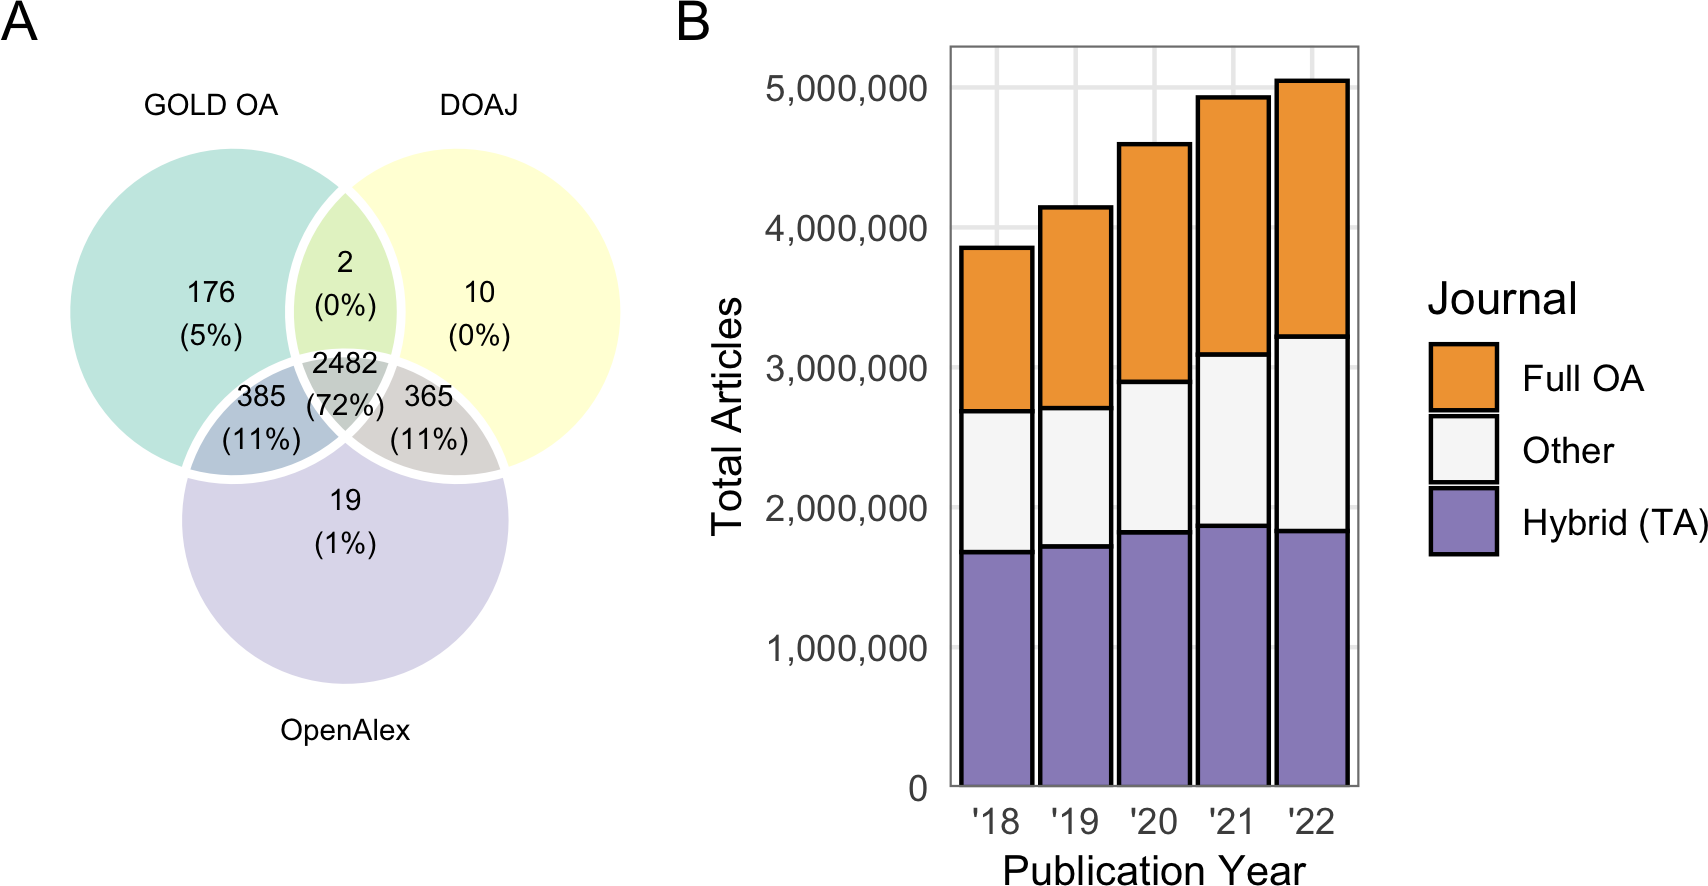 A
GOLD OA
DOAJ
176
(5%)
2
(0%)
10
(0%)
385
(11%)
2482
(72%)
365
(11%)
19
(1%)
OpenAlex
B
Total Articles
5,000,000
4,000,000
3,000,000
2,000,000
1,000,000
0
'18 '19 '20 '21 '22
Publication Year
Journal
Full OA
Other
Hybrid (TA)